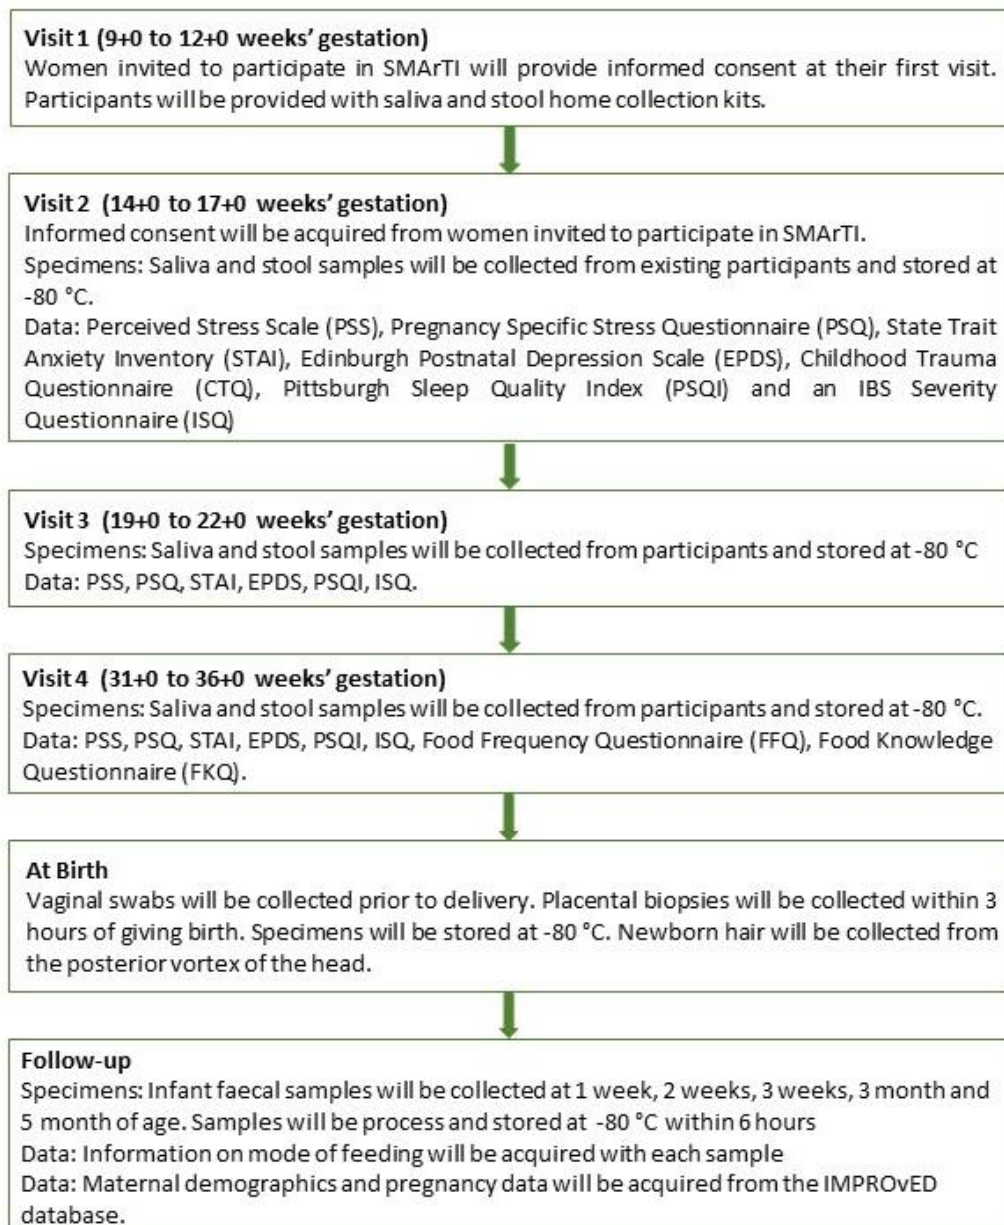 Visit 1 (9+0 to 12+0 weeks' gestation)
Women invited to participate in SMArTI will provide informed consent at their first visit.
Participants will be provided with saliva and stool home collection kits.
Visit 2 (14+0 to 17+0 weeks' gestation)
Informed consent will be acquired from women invited to participate in SMArTI.
Specimens: Saliva and stool samples will be collected from existing participants and stored at
-80 °C.
Data: Perceived Stress Scale (PSS), Pregnancy Specific Stress Questionnaire (PSQ), State Trait
Anxiety Inventory (STAI), Edinburgh Postnatal Depression Scale (EPDS), Childhood Trauma
Questionnaire (CTQ), Pittsburgh Sleep Quality Index (PSQI) and an IBS Severity
Questionnaire (ISQ)
Visit 3 (19+0 to 22+0 weeks' gestation)
Specimens: Saliva and stool samples will be collected from participants and stored at -80 °C
Data: PSS, PSQ, STAI, EPDS, PSQI, ISQ.
Visit 4 (31+0 to 36+0 weeks' gestation)
Specimens: Saliva and stool samples will be collected from participants and stored at -80 °C.
Data: PSS, PSQ, STAI, EPDS, PSQI, ISQ, Food Frequency Questionnaire (FFQ), Food Knowledge
Questionnaire (FKQ).
At Birth
Vaginal swabs will be collected prior to delivery. Placental biopsies will be collected within 3
hours of giving birth. Specimens will be stored at -80 °C. Newborn hair will be collected from
the posterior vortex of the head.
Follow-up
Specimens: Infant faecal samples will be collected at 1 week, 2 weeks, 3 weeks, 3 month and
5 month of age. Samples will be process and stored at -80 °C within 6 hours
Data: Information on mode of feeding will be acquired with each sample
Data: Maternal demographics and pregnancy data will be acquired from the IMPROvED
database.